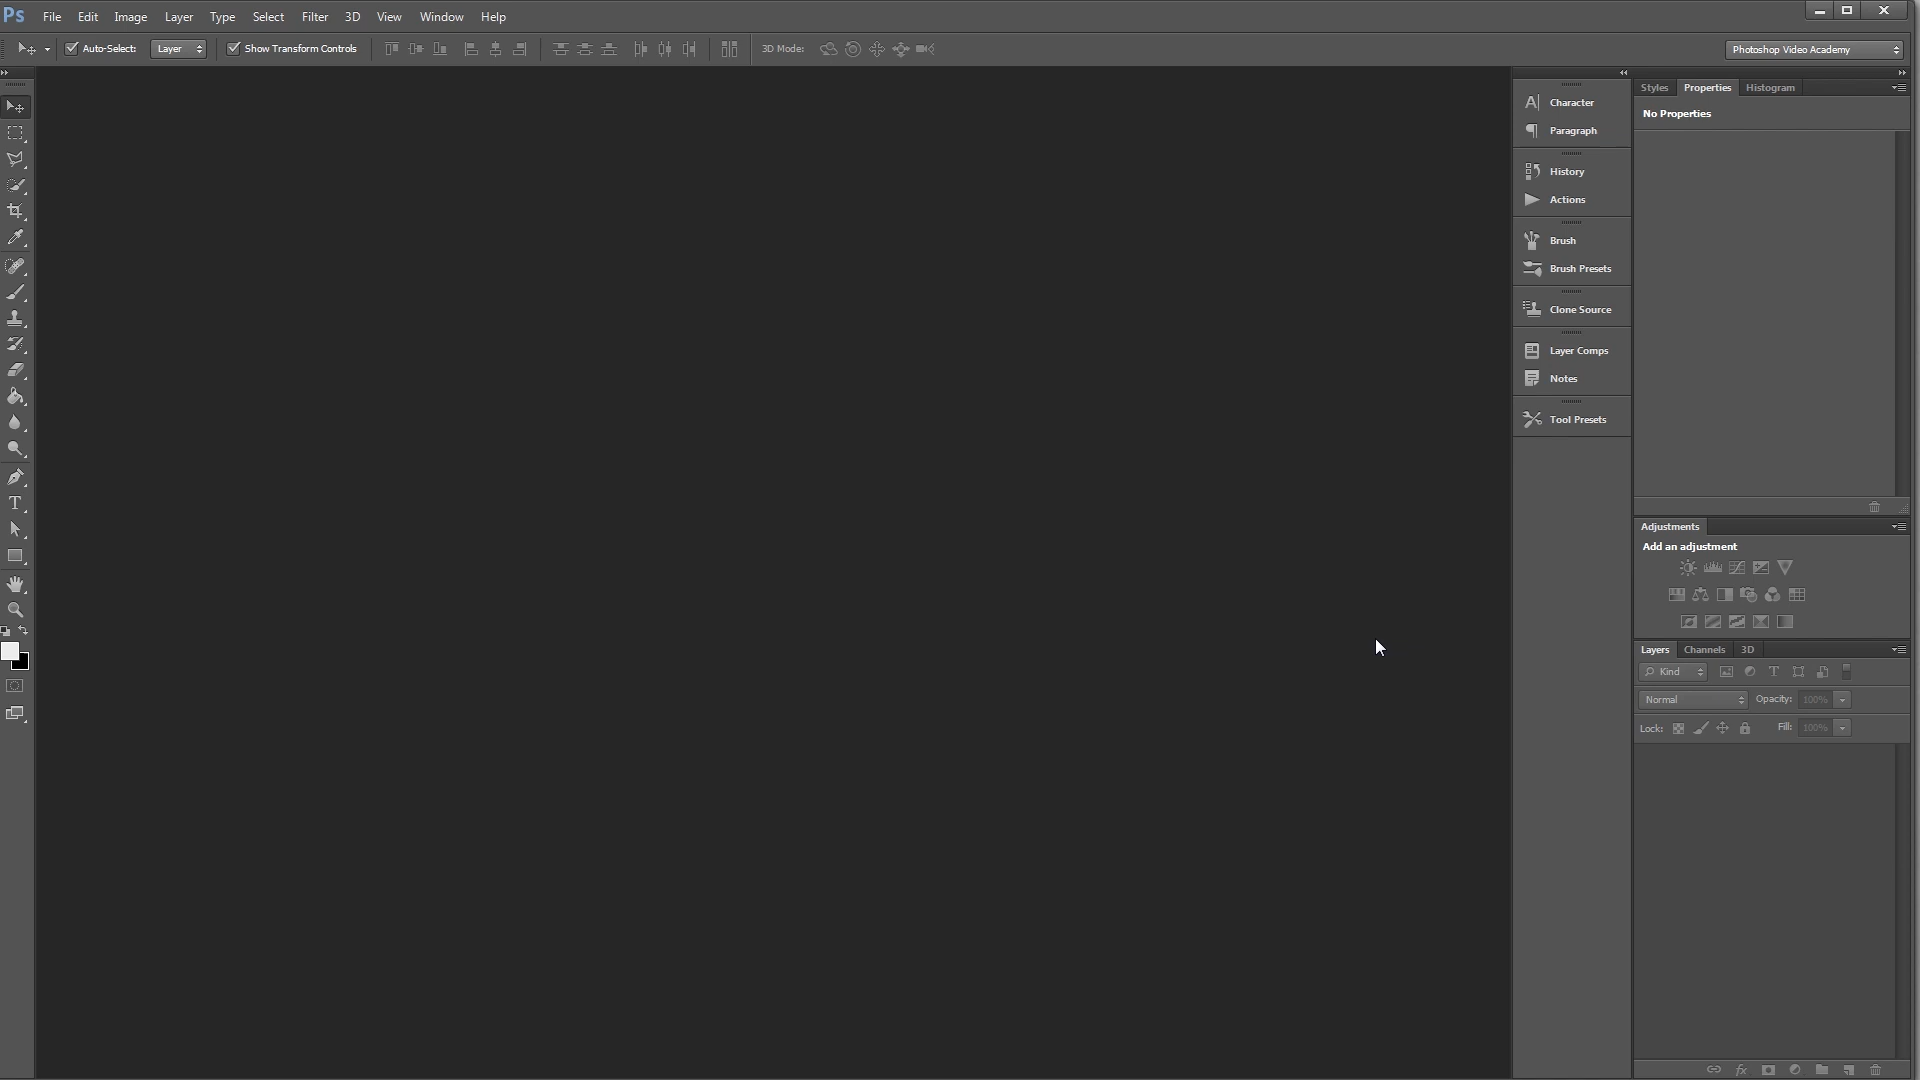 Ps File Edit Image Layer Type Select Filter 3D View Window Help
Auto-Select: Layer Show Transform Controls 3D Mode: Photoshop Video Academy
Character
Paragraph
History
Actions
Brush
Brush Presets
Clone Source
Layer Comps
Notes
Tool Presets
Styles Properties Histogram
No Properties
Adjustments
Add an adjustment
Layers Channels 3D
Kind
Normal Opacity: 100%
Lock: Fill: 100%